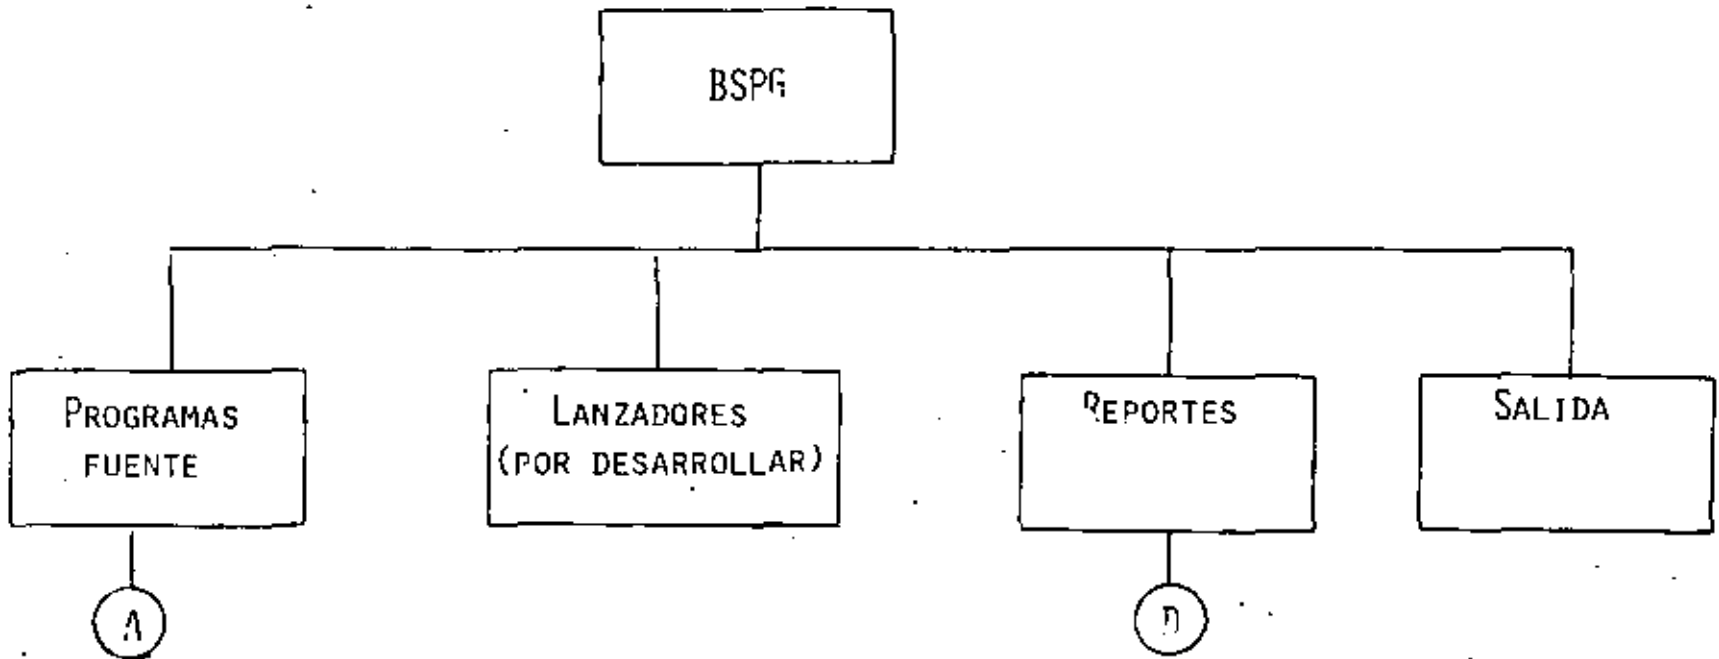 BSPG
PROGRAMAS
FUENTE
LANZADORES
(POR DESARROLLAR)
REPORTES
SALIDA
A
D